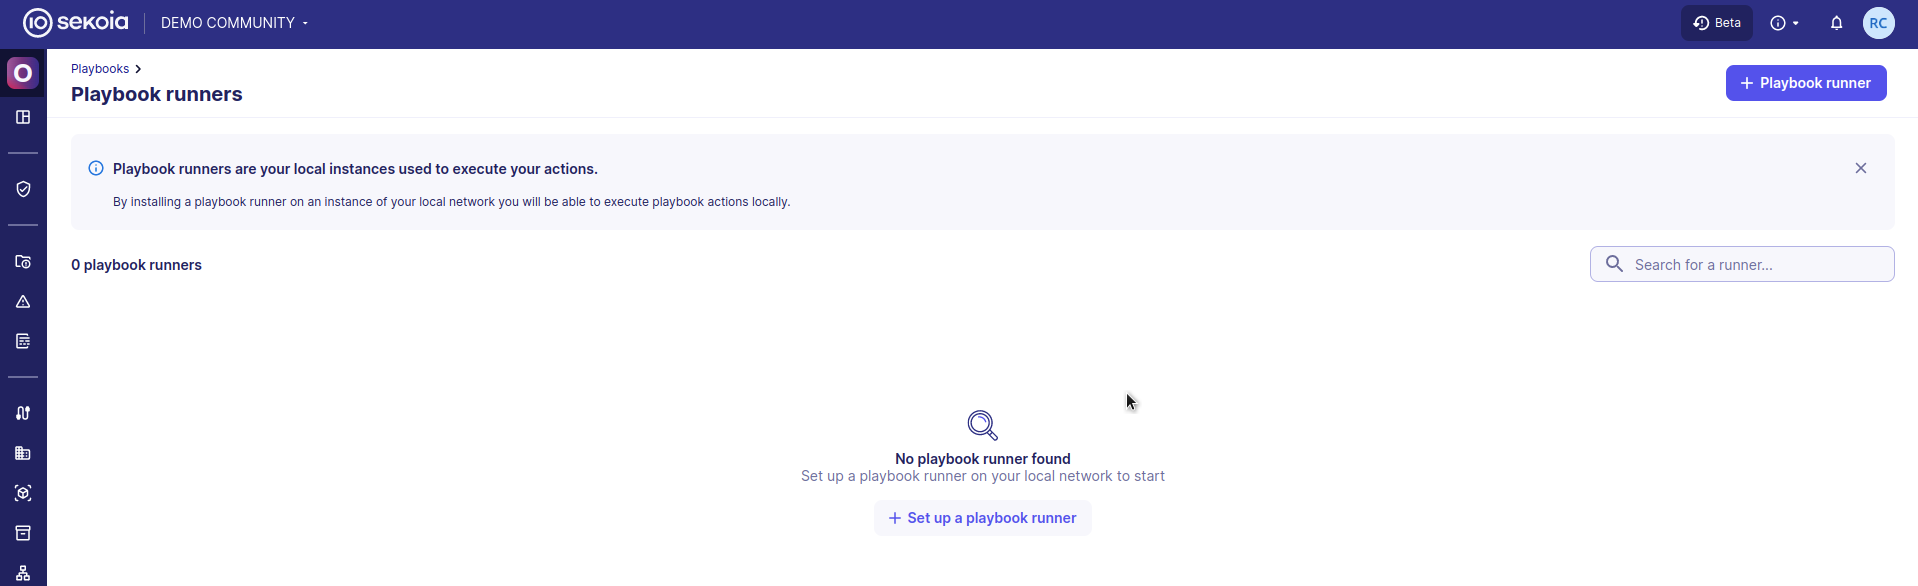 sekoia
DEMO COMMUNITY
Beta
RC
Playbooks
Playbook runners
Playbook runner
Playbook runners are your local instances used to execute your actions.
By installing a playbook runner on an instance of your local network you will be able to execute playbook actions locally.
0 playbook runners
Search for a runner...
No playbook runner found
Set up a playbook runner on your local network to start
Set up a playbook runner